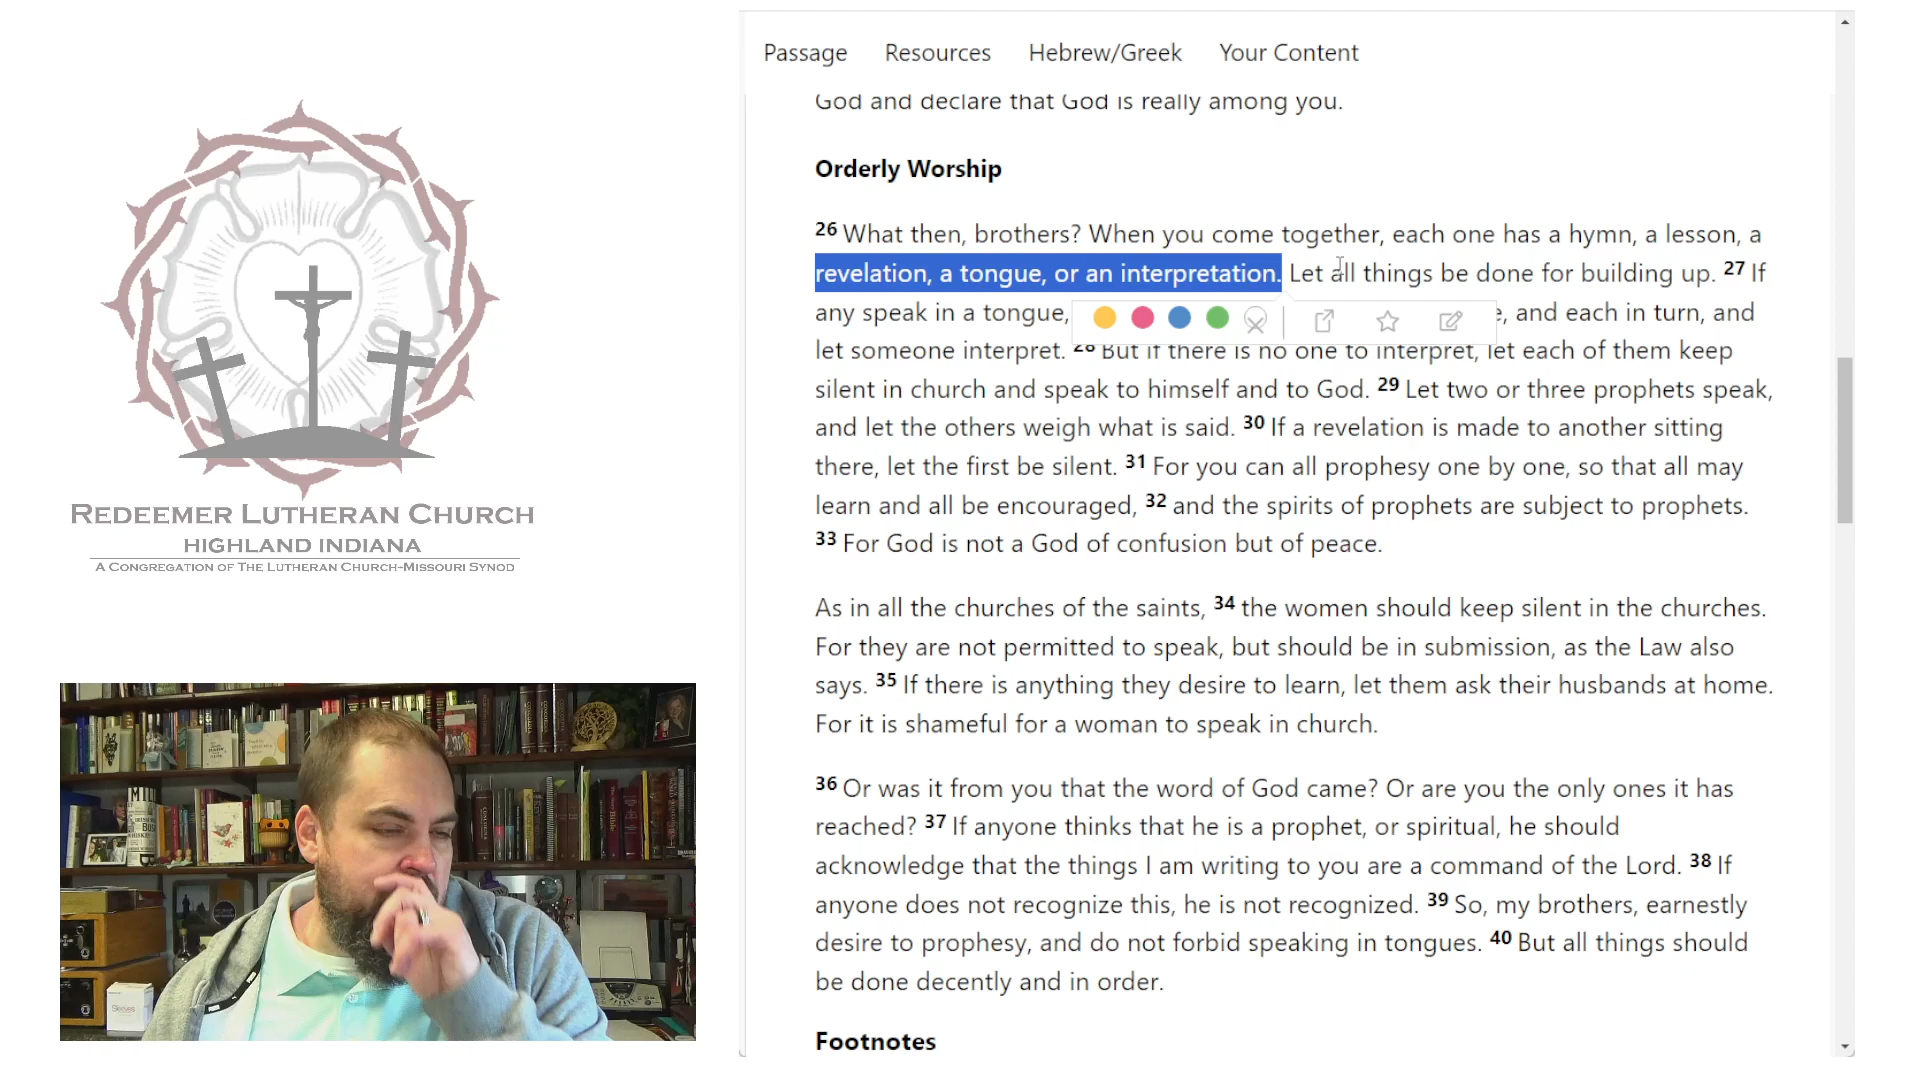 Passage Resources Hebrew/Greek Your Content
God and declare that God is really among you.
Orderly Worship
26 What then, brothers? When you come together, each one has a hymn, a lesson, a
revelation, a tongue, or an interpretation. Let all things be done for building up. 27 If
any speak in a tongue, e, and each in turn, and
let someone interpret. 28 But if there is no one to interpret, let each of them keep
silent in church and speak to himself and to God. 29 Let two or three prophets speak,
and let the others weigh what is said. 30 If a revelation is made to another sitting
there, let the first be silent. 31 For you can all prophesy one by one, so that all may
learn and all be encouraged, 32 and the spirits of prophets are subject to prophets.
33 For God is not a God of confusion but of peace.
As in all the churches of the saints, 34 the women should keep silent in the churches.
For they are not permitted to speak, but should be in submission, as the Law also
says. 35 If there is anything they desire to learn, let them ask their husbands at home.
For it is shameful for a woman to speak in church.
36 Or was it from you that the word of God came? Or are you the only ones it has
reached? 37 If anyone thinks that he is a prophet, or spiritual, he should
acknowledge that the things I am writing to you are a command of the Lord. 38 If
anyone does not recognize this, he is not recognized. 39 So, my brothers, earnestly
desire to prophesy, and do not forbid speaking in tongues. 40 But all things should
be done decently and in order.
Footnotes
REDEEMER LUTHERAN CHURCH
HIGHLAND INDIANA
A CONGREGATION OF THE LUTHERAN CHURCH-MISSOURI SYNOD